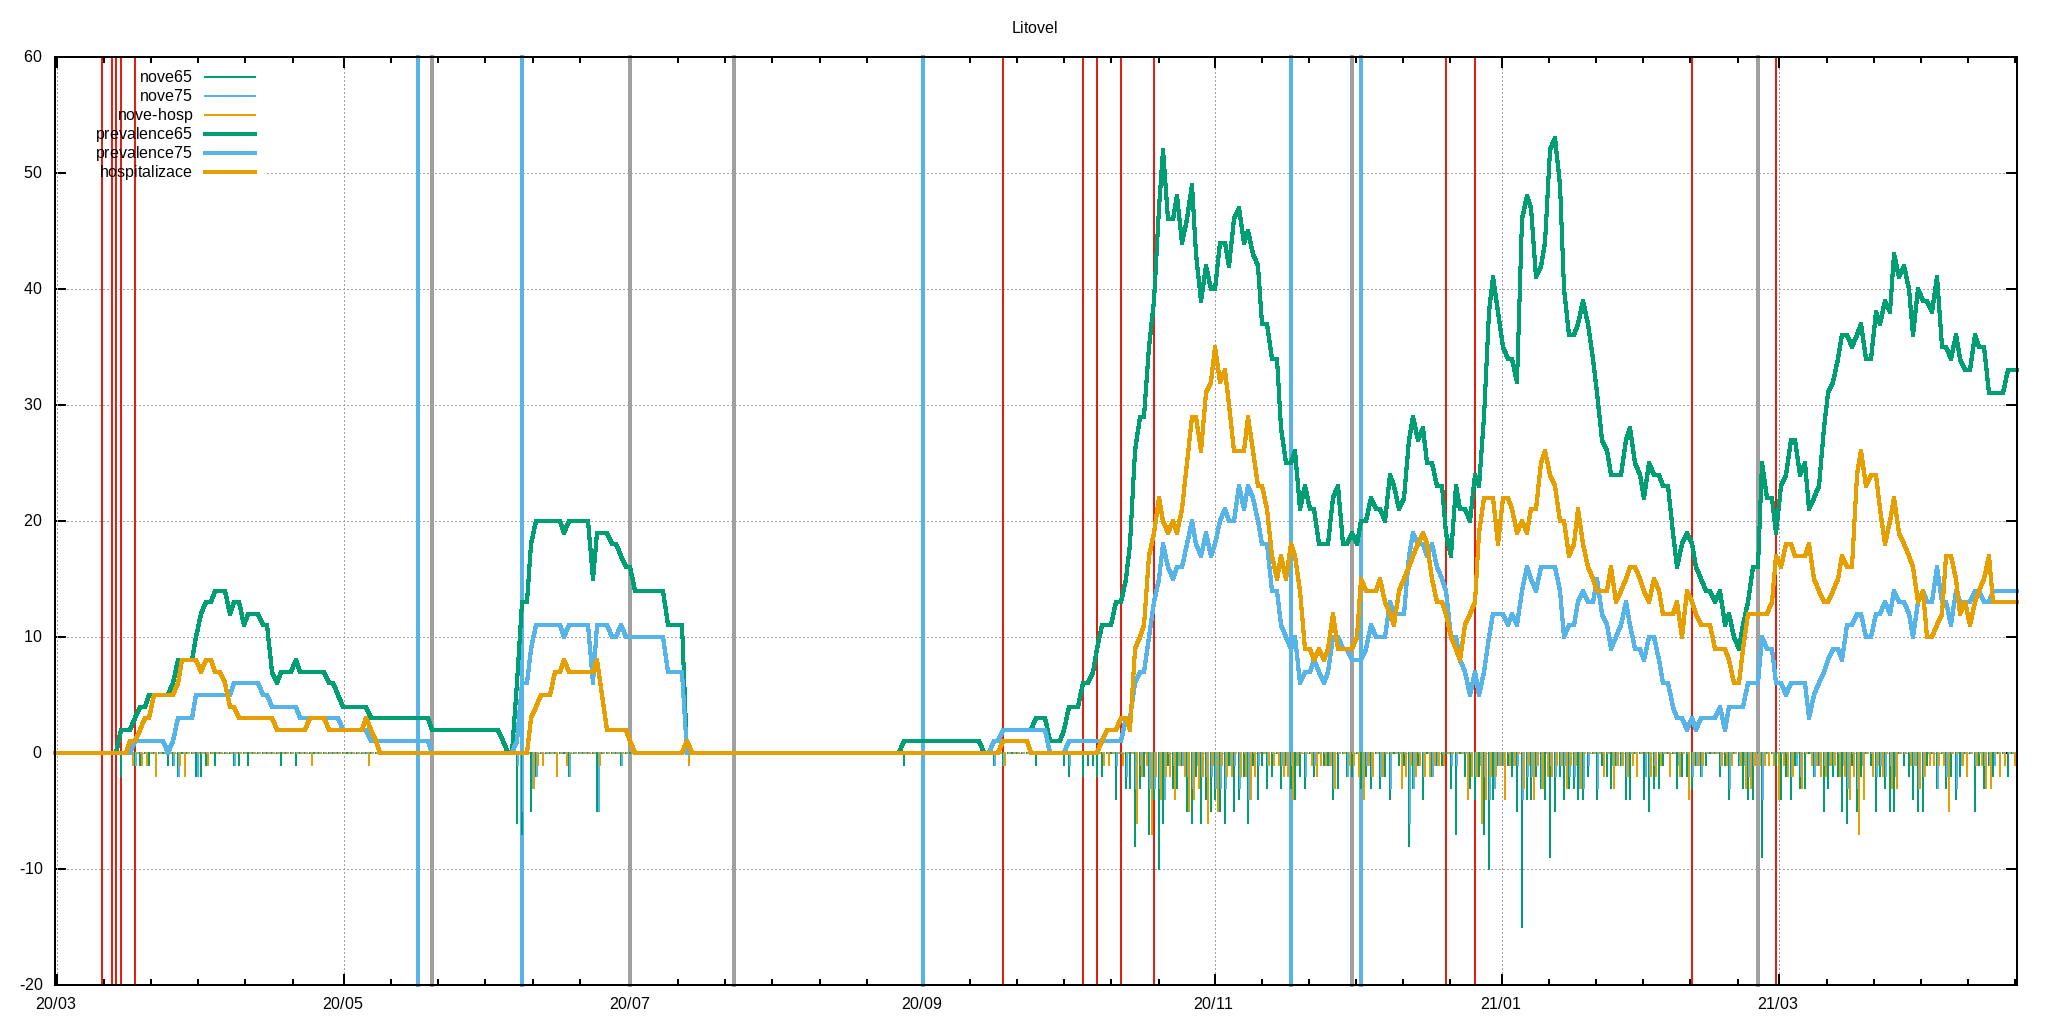 Litovel
60
nove65
nove75
nove-hosp
prevalence65
prevalence75
hospitalizace
50
40
30
20
10
0
-10
-20
20/03 20/05 20/07 20/09 20/11 21/01 21/03